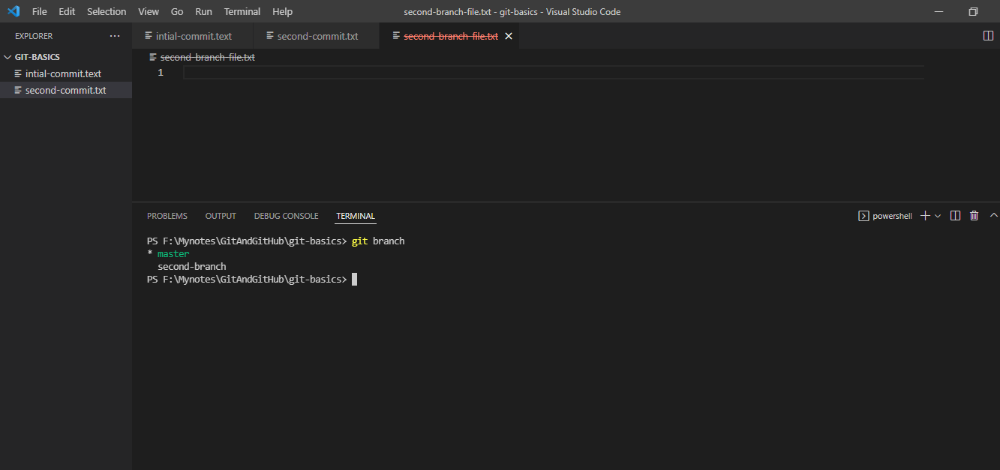 File Edit Selection View Go Run Terminal Help
second-branch-file.txt - git-basics - Visual Studio Code
EXPLORER
GIT-BASICS
intial-commit.text
second-commit.txt
intial-commit.text
second-commit.txt
second-branch-file.txt
second-branch-file.txt
1
PROBLEMS OUTPUT DEBUG CONSOLE TERMINAL
powershell
PS F:\Mynotes\GitAndGitHub\git-basics> git branch
* master
  second-branch
PS F:\Mynotes\GitAndGitHub\git-basics>